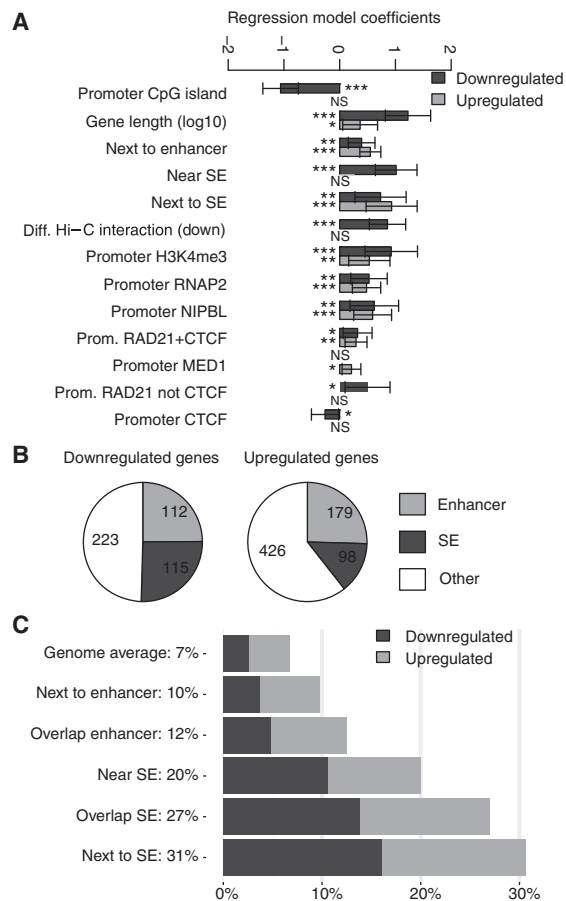 A
Regression model coefficients
−2 −1 0 1 2
Downregulated
Upregulated
Promoter CpG island ***
NS
Gene length (log10) ***
*
Next to enhancer **
***
Near SE ***
NS
Next to SE **
***
Diff. Hi−C interaction (down) ***
NS
Promoter H3K4me3 ***
**
Promoter RNAP2 **
***
Promoter NIPBL **
***
Prom. RAD21+CTCF *
**
NS
Promoter MED1 *
Prom. RAD21 not CTCF *
NS
Promoter CTCF *
NS
B
Downregulated genes Upregulated genes
112
115
223
179
98
426
Enhancer
SE
Other
C
Downregulated
Upregulated
Genome average: 7% -
Next to enhancer: 10% -
Overlap enhancer: 12% -
Near SE: 20% -
Overlap SE: 27% -
Next to SE: 31% -
0% 10% 20% 30%